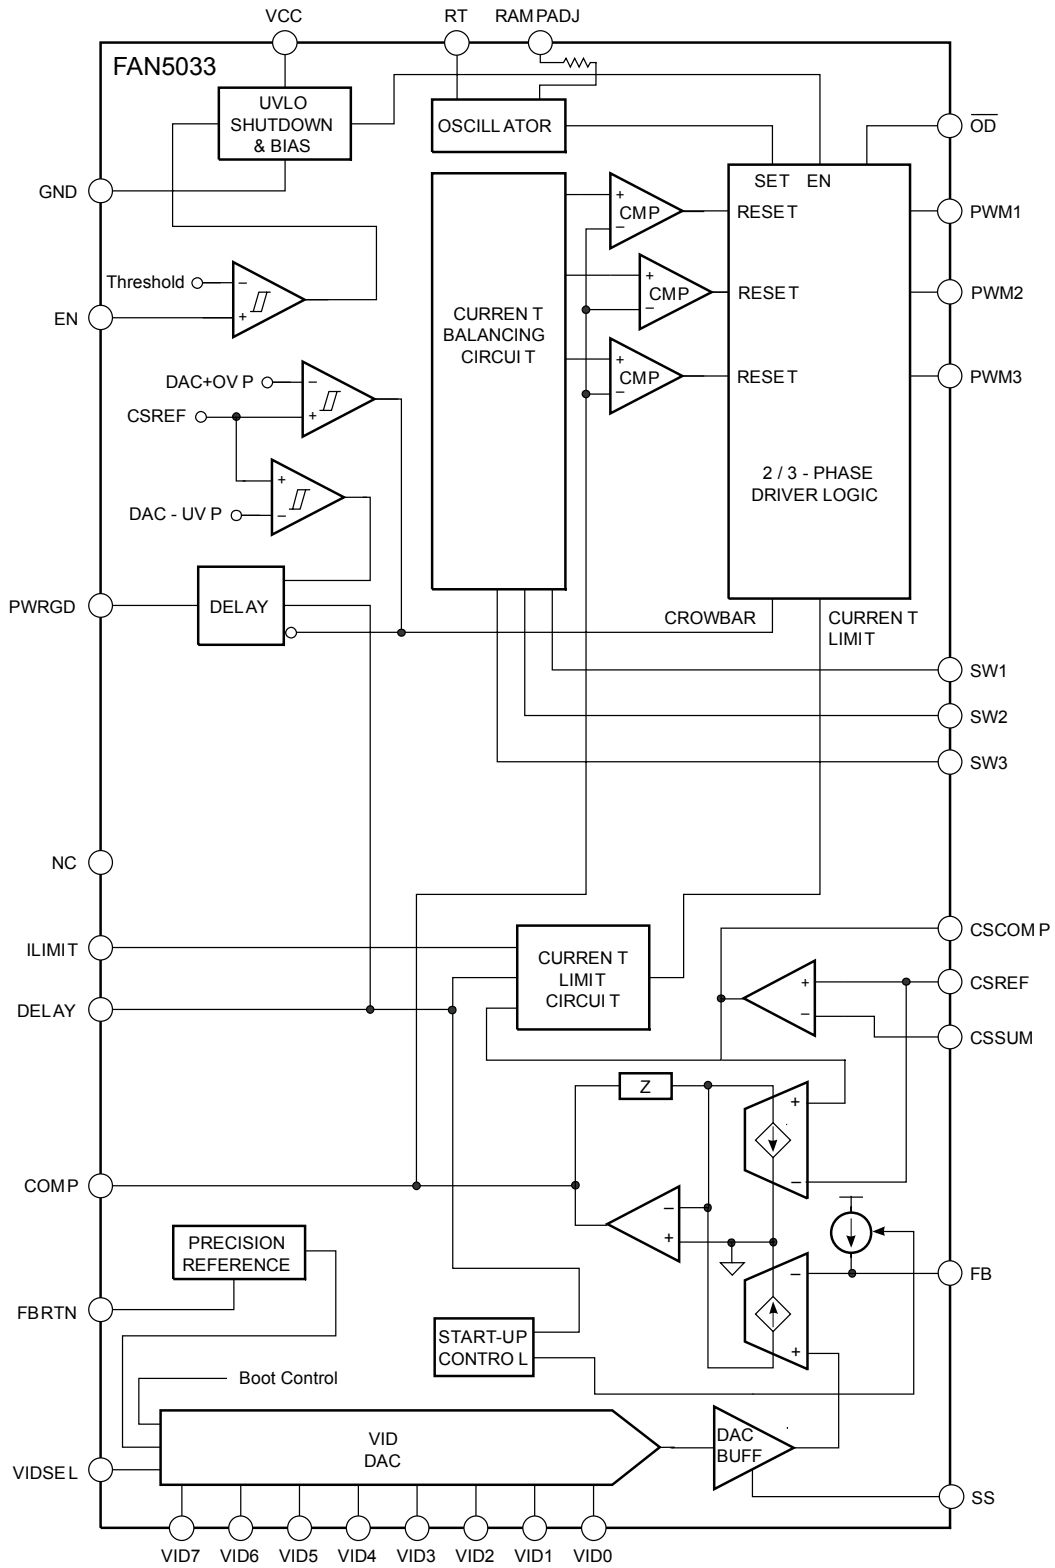 VCC
RT
RAMPADJ
FAN5033
UVLO
SHUTDOWN
& BIAS
OSCILLATOR
OD
GND
SET EN
+
CMP
−
RESET
PWM1
Threshold
−
+
EN
CURRENT
BALANCING
CIRCUIT
+
CMP
−
RESET
PWM2
DAC+OVP
−
+
CSREF
+
CMP
−
RESET
PWM3
+
−
DAC - UVP
2 / 3 - PHASE
DRIVER LOGIC
PWRGD
DELAY
CROWBAR
CURRENT
LIMIT
SW1
SW2
SW3
NC
ILIMIT
CURRENT
LIMIT
CIRCUIT
CSCOMP
DELAY
+
−
CSREF
CSSUM
Z
+
−
COMP
−
+
PRECISION
REFERENCE
FBRTN
−
+
FB
START-UP
CONTROL
Boot Control
VID
DAC
DAC
BUFF
VIDSEL
SS
VID7 VID6 VID5 VID4 VID3 VID2 VID1 VID0